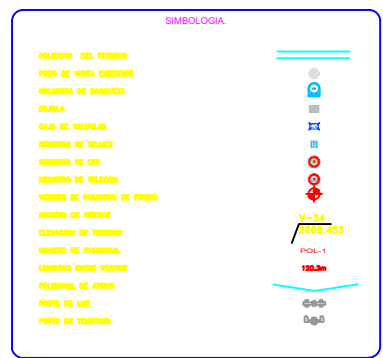 SIMBOLOGIA.
POLIGONO DEL TERRENO
POZO DE VISITA EXISTENTE
COLADERA DE BANQUETA
REJILLA
CAJA DE VALVULAS
REGISTRO DE TELMEX
REGISTRO DE CFE
REGISTRO DE TELECOM
VERTICE DE POLIGONO DE PREDIO
NUMERO DE VERTICE V-34
ELEVACION DE TERRENO 2609.453
NUMERO DE POLIGONAL POL-1
LONGITUD ENTRE VERTICE 120.3m
POLIGONAL DE APOYO
POSTE DE LUZ
POSTE DE TELEFONO